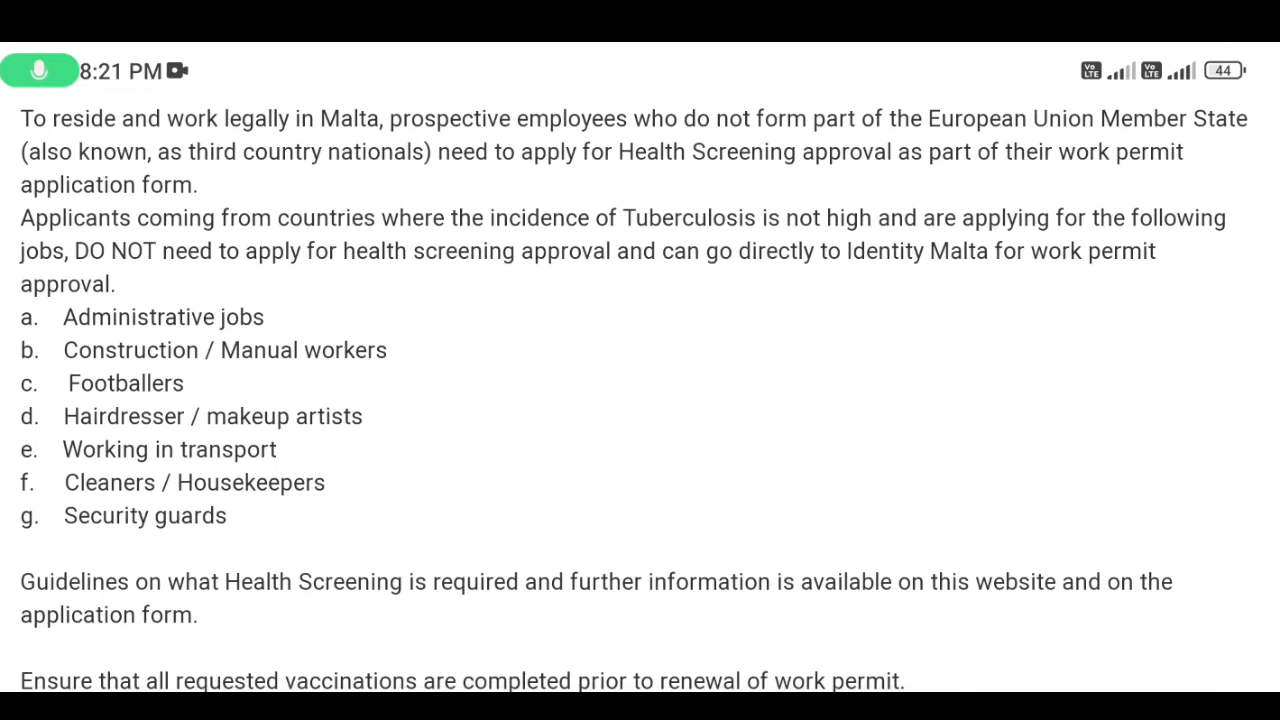 8:21 PM
Vo LTE Vo LTE 44
To reside and work legally in Malta, prospective employees who do not form part of the European Union Member State
(also known, as third country nationals) need to apply for Health Screening approval as part of their work permit
application form.
Applicants coming from countries where the incidence of Tuberculosis is not high and are applying for the following
jobs, DO NOT need to apply for health screening approval and can go directly to Identity Malta for work permit
approval.
a. Administrative jobs
b. Construction / Manual workers
c. Footballers
d. Hairdresser / makeup artists
e. Working in transport
f. Cleaners / Housekeepers
g. Security guards
Guidelines on what Health Screening is required and further information is available on this website and on the
application form.
Ensure that all requested vaccinations are completed prior to renewal of work permit.